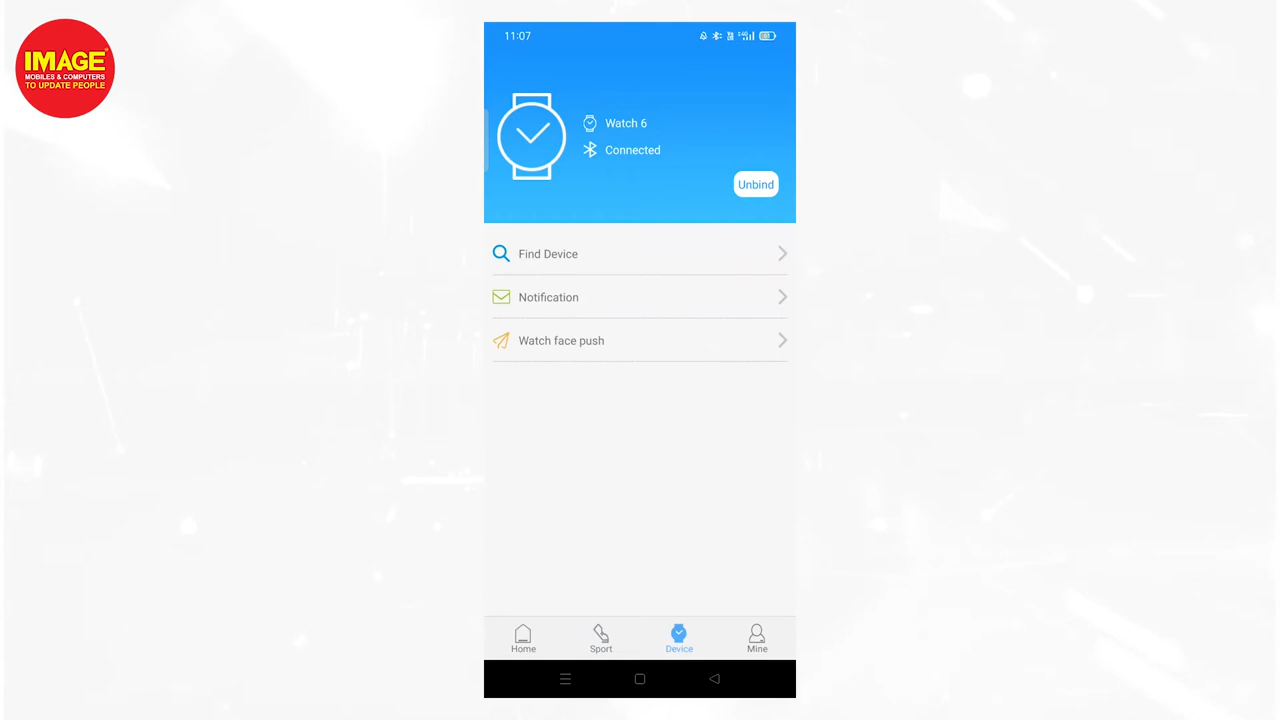 IMAGE
MOBILES & COMPUTERS
TO UPDATE PEOPLE
11:07
Watch 6
Connected
Unbind
Find Device
Notification
Watch face push
Home
Sport
Device
Mine